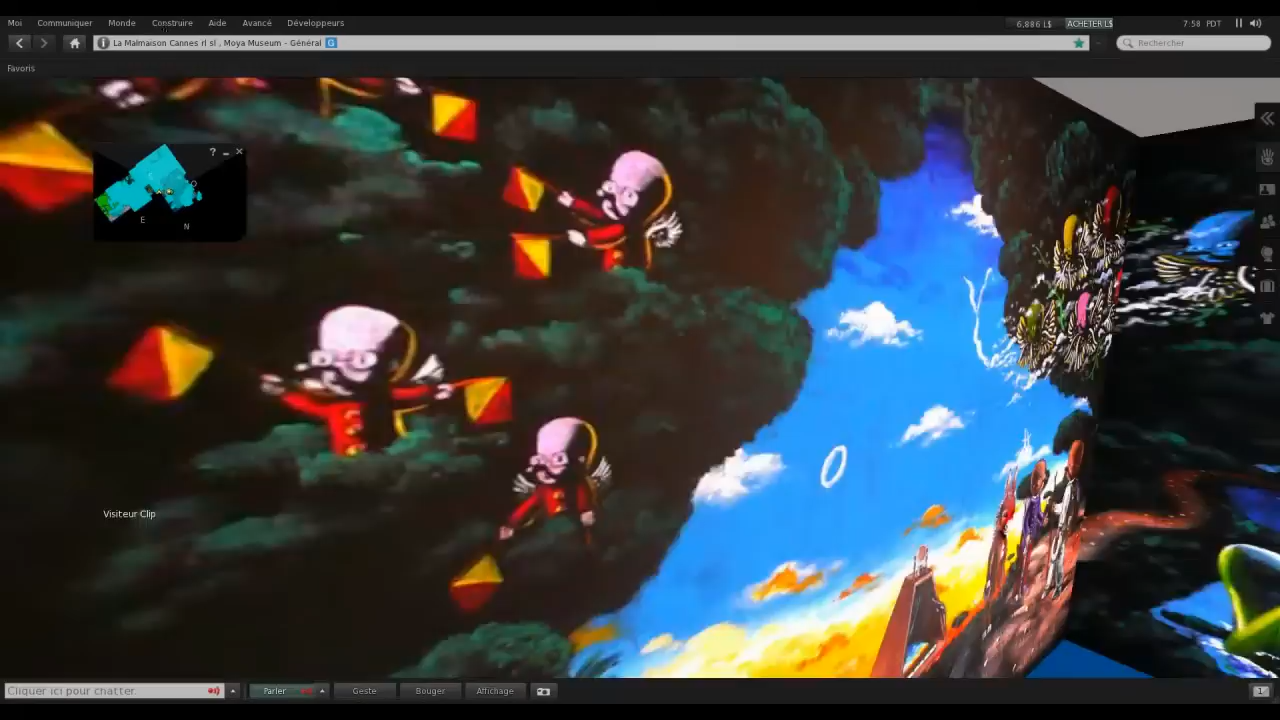 Moi Communiquer Monde Construire Aide Avancé Développeurs 6,886 L$ ACHETER L$ 7:58 PDT
La Malmaison Cannes rl sl , Moya Museum - Général G Rechercher
Favoris
? _ ×
E
N
Visiteur Clip
Cliquer ici pour chatter. Parler Geste Bouger Affichage 1